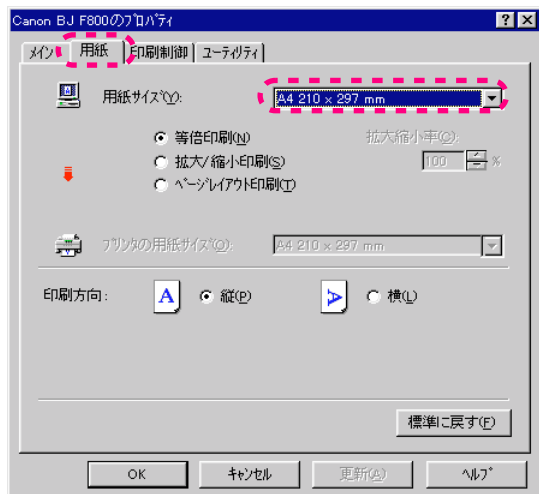 Canon BJ F800のﾌﾟﾛﾊﾟﾃｨ
ﾒｲﾝ 用紙 印刷制御 ﾕｰﾃｨﾘﾃｨ
用紙ｻｲｽﾞ(Y): A4 210 x 297 mm
等倍印刷(N) 拡大縮小率(C):
拡大/縮小印刷(S) 100 %
ﾍﾟｰｼﾞﾚｲｱｳﾄ印刷(T)
ﾌﾟﾘﾝﾀの用紙ｻｲｽﾞ(O): A4 210 x 297 mm
印刷方向: A 縦(P) A 横(L)
標準に戻す(F)
OK ｷｬﾝｾﾙ 更新(A) ﾍﾙﾌﾟ